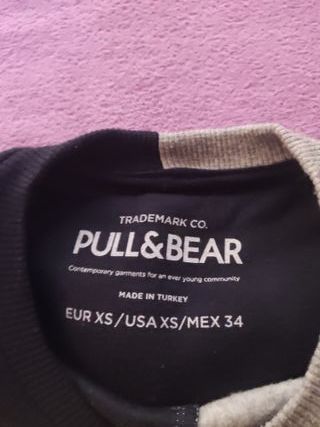 TRADEMARK CO.
PULL&BEAR
Contemporary garments for an ever young community
MADE IN TURKEY
EUR XS/USA XS/MEX 34